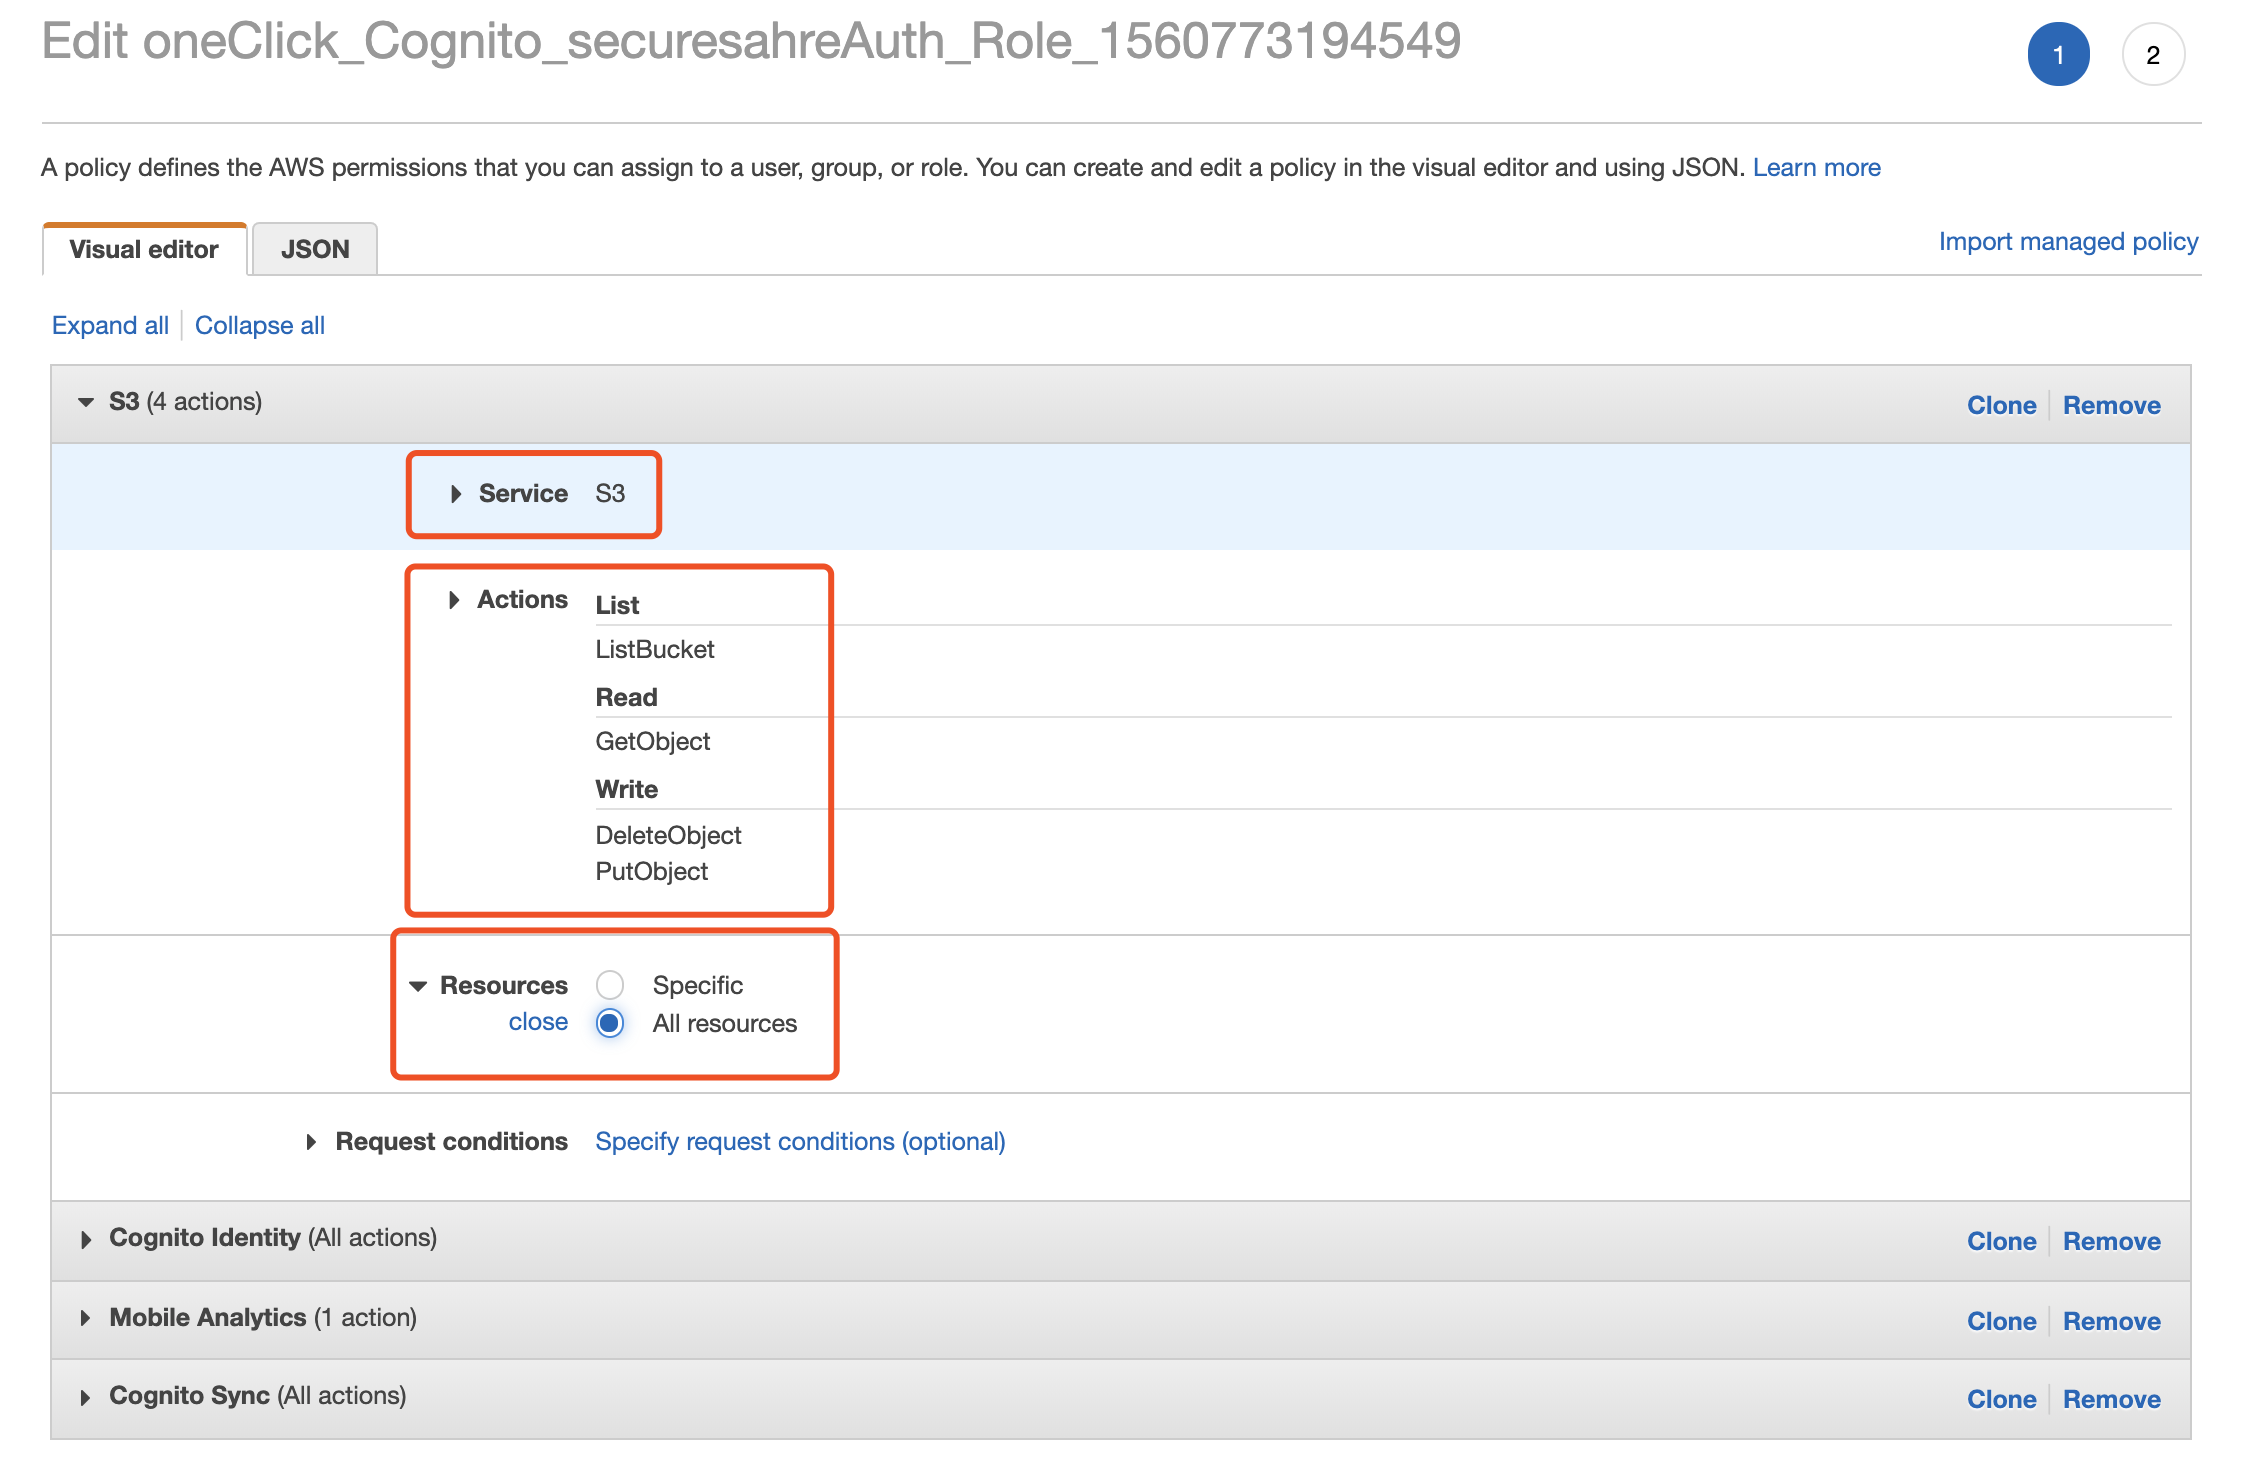 Edit oneClick_Cognito_securesahreAuth_Role_1560773194549
1
2
A policy defines the AWS permissions that you can assign to a user, group, or role. You can create and edit a policy in the visual editor and using JSON. Learn more
Visual editor
JSON
Import managed policy
Expand all
Collapse all
S3 (4 actions)
Clone
Remove
Service S3
Actions
List
ListBucket
Read
GetObject
Write
DeleteObject
PutObject
Resources
Specific
close
All resources
Request conditions
Specify request conditions (optional)
Cognito Identity (All actions)
Clone
Remove
Mobile Analytics (1 action)
Clone
Remove
Cognito Sync (All actions)
Clone
Remove